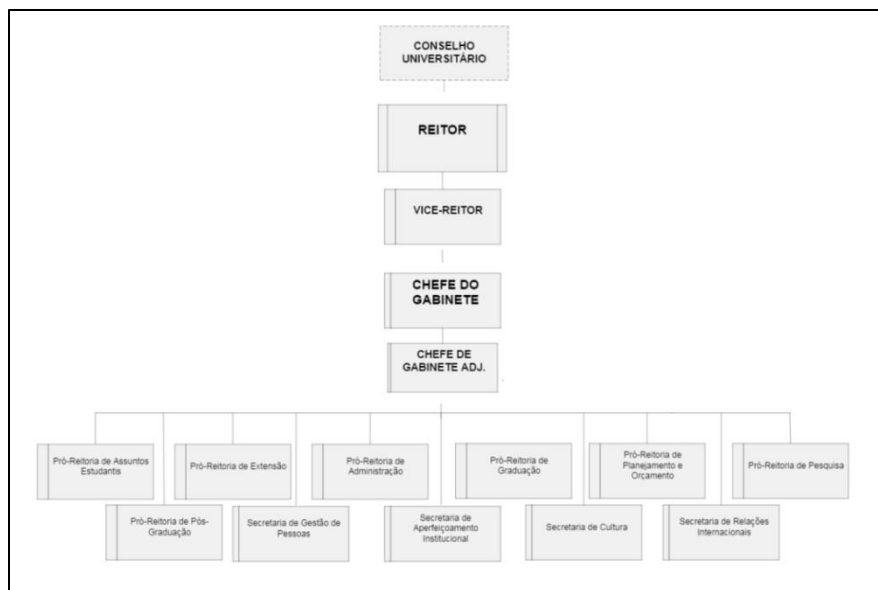 CONSELHO
UNIVERSITÁRIO
REITOR
VICE-REITOR
CHEFE DO
GABINETE
CHEFE DE
GABINETE ADJ.
Pró-Reitoria de Assuntos
Estudantis
Pró-Reitoria de Extensão
Pró-Reitoria de
Administração
Pró-Reitoria de
Graduação
Pró-Reitoria de
Planejamento e
Orcamento
Pró-Reitoria de Pesquisa
Pró-Reitoria de Pós-
Graduação
Secretaria de Gestão de
Pessoas
Secretaria de
Aperfeiçoamento
Institucional
Secretaria de Cultura
Secretaria de Relações
Internacionais